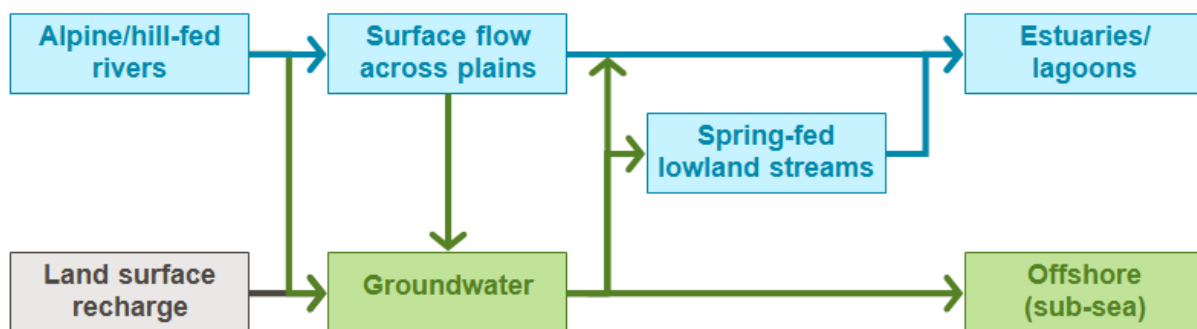 Alpine/hill-fed
rivers
Surface flow
across plains
Estuaries/
lagoons
Spring-fed
lowland streams
Land surface
recharge
Groundwater
Offshore
(sub-sea)